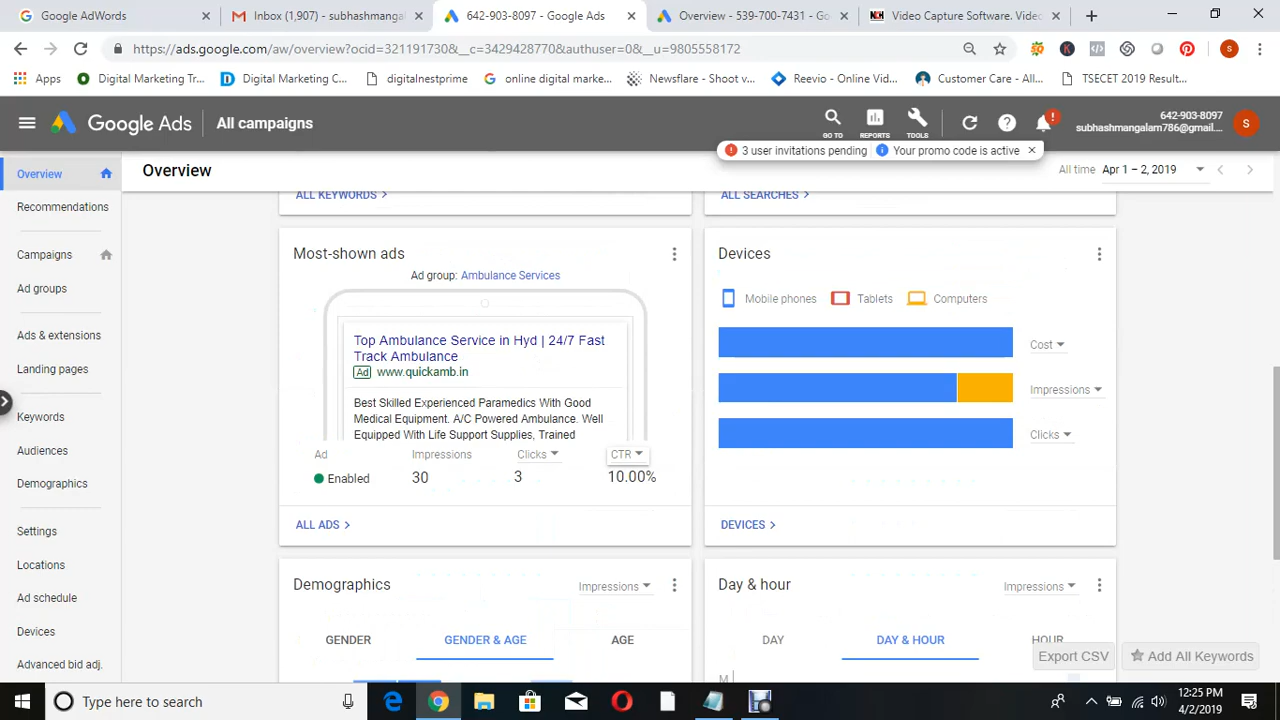 Google AdWords
Inbox (1,907) - subhashmangal
642-903-8097 - Google Ads
Overview - 539-700-7431 - Go
Video Capture Software. Video
https://ads.google.com/aw/overview?ocid=321191730&__c=3429428770&authuser=0&__u=9805558172
Apps
Digital Marketing Tr...
Digital Marketing C...
digitalnestprime
online digital marke...
Newsflare - Shoot v...
Reevio - Online Vid...
Customer Care - Al...
TSECET 2019 Result...
Google Ads
All campaigns
GO TO
REPORTS
TOOLS
642-903-8097
subhashmangalam786@gmail....
S
3 user invitations pending
Your promo code is active
Overview
All time
Apr 1 – 2, 2019
Overview
Recommendations
Campaigns
Ad groups
Ads & extensions
Landing pages
Keywords
Audiences
Demographics
Settings
Locations
Ad schedule
Devices
Advanced bid adj.
ALL KEYWORDS
ALL SEARCHES
Most-shown ads
Ad group: Ambulance Services
Top Ambulance Service in Hyd | 24/7 Fast
Track Ambulance
Ad www.quickamb.in
Best Skilled Experienced Paramedics With Good
Medical Equipment. A/C Powered Ambulance. Well
Equipped With Life Support Supplies, Trained
Ad
Impressions
Clicks
CTR
Enabled
30
3
10.00%
ALL ADS
Devices
Mobile phones
Tablets
Computers
Cost
Impressions
Clicks
DEVICES
Demographics
Impressions
GENDER
GENDER & AGE
AGE
Day & hour
Impressions
DAY
DAY & HOUR
HOUR
M
Export CSV
Add All Keywords
Type here to search
12:25 PM
4/2/2019